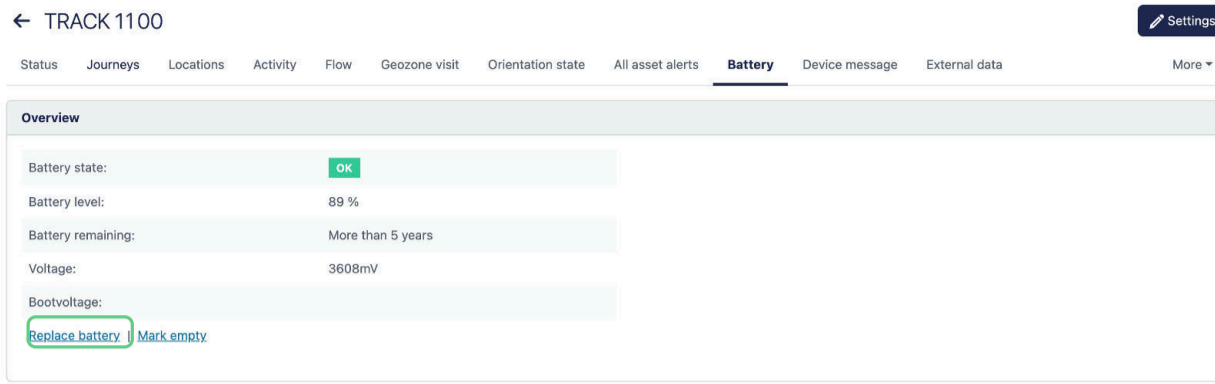 ← TRACK 1100
Settings
Status Journeys Locations Activity Flow Geozone visit Orientation state All asset alerts Battery Device message External data More
Overview
Battery state: OK
Battery level: 89 %
Battery remaining: More than 5 years
Voltage: 3608mV
Bootvoltage:
Replace battery | Mark empty